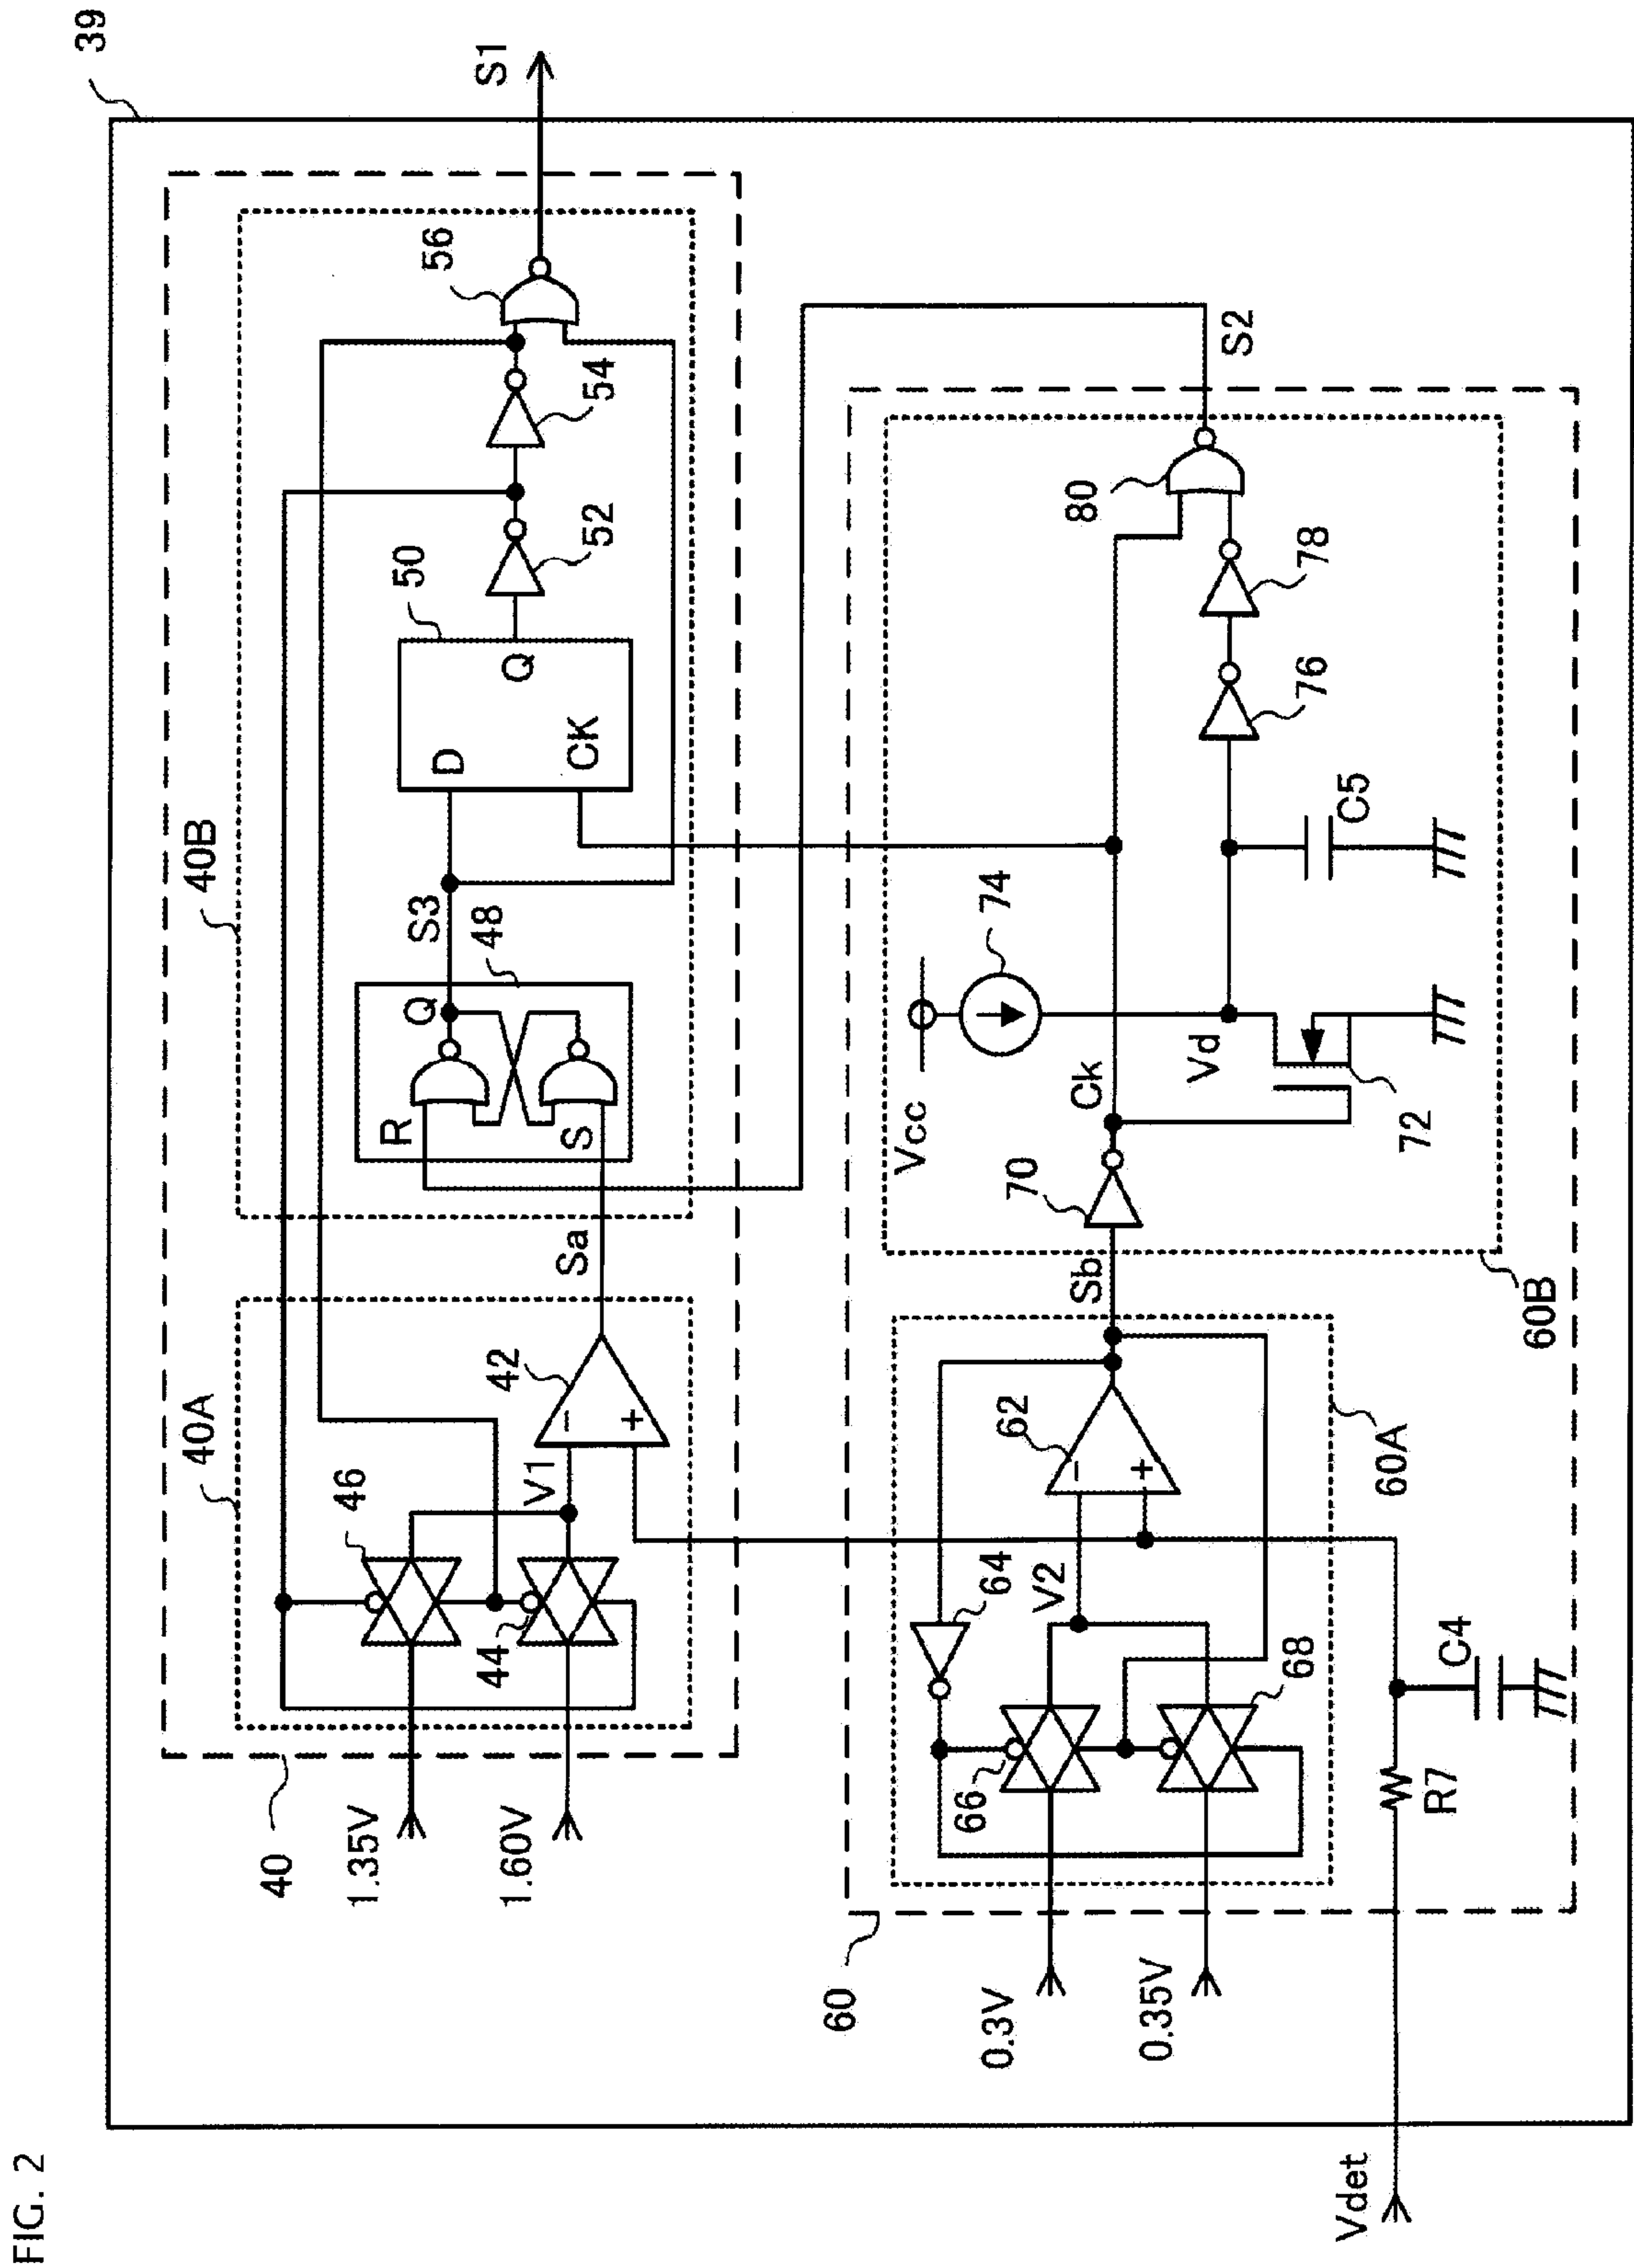 FIG. 2
39
40
40A
40B
1.35V
1.60V
46
44
V1
42
-
+
Sa
R
S
Q
48
S3
D
CK
Q
50
52
54
56
S1
60
60A
60B
0.3V
0.35V
66
68
64
V2
62
-
+
Sb
70
Ck
Vcc
74
Vd
72
C5
76
78
80
S2
Vdet
R7
C4